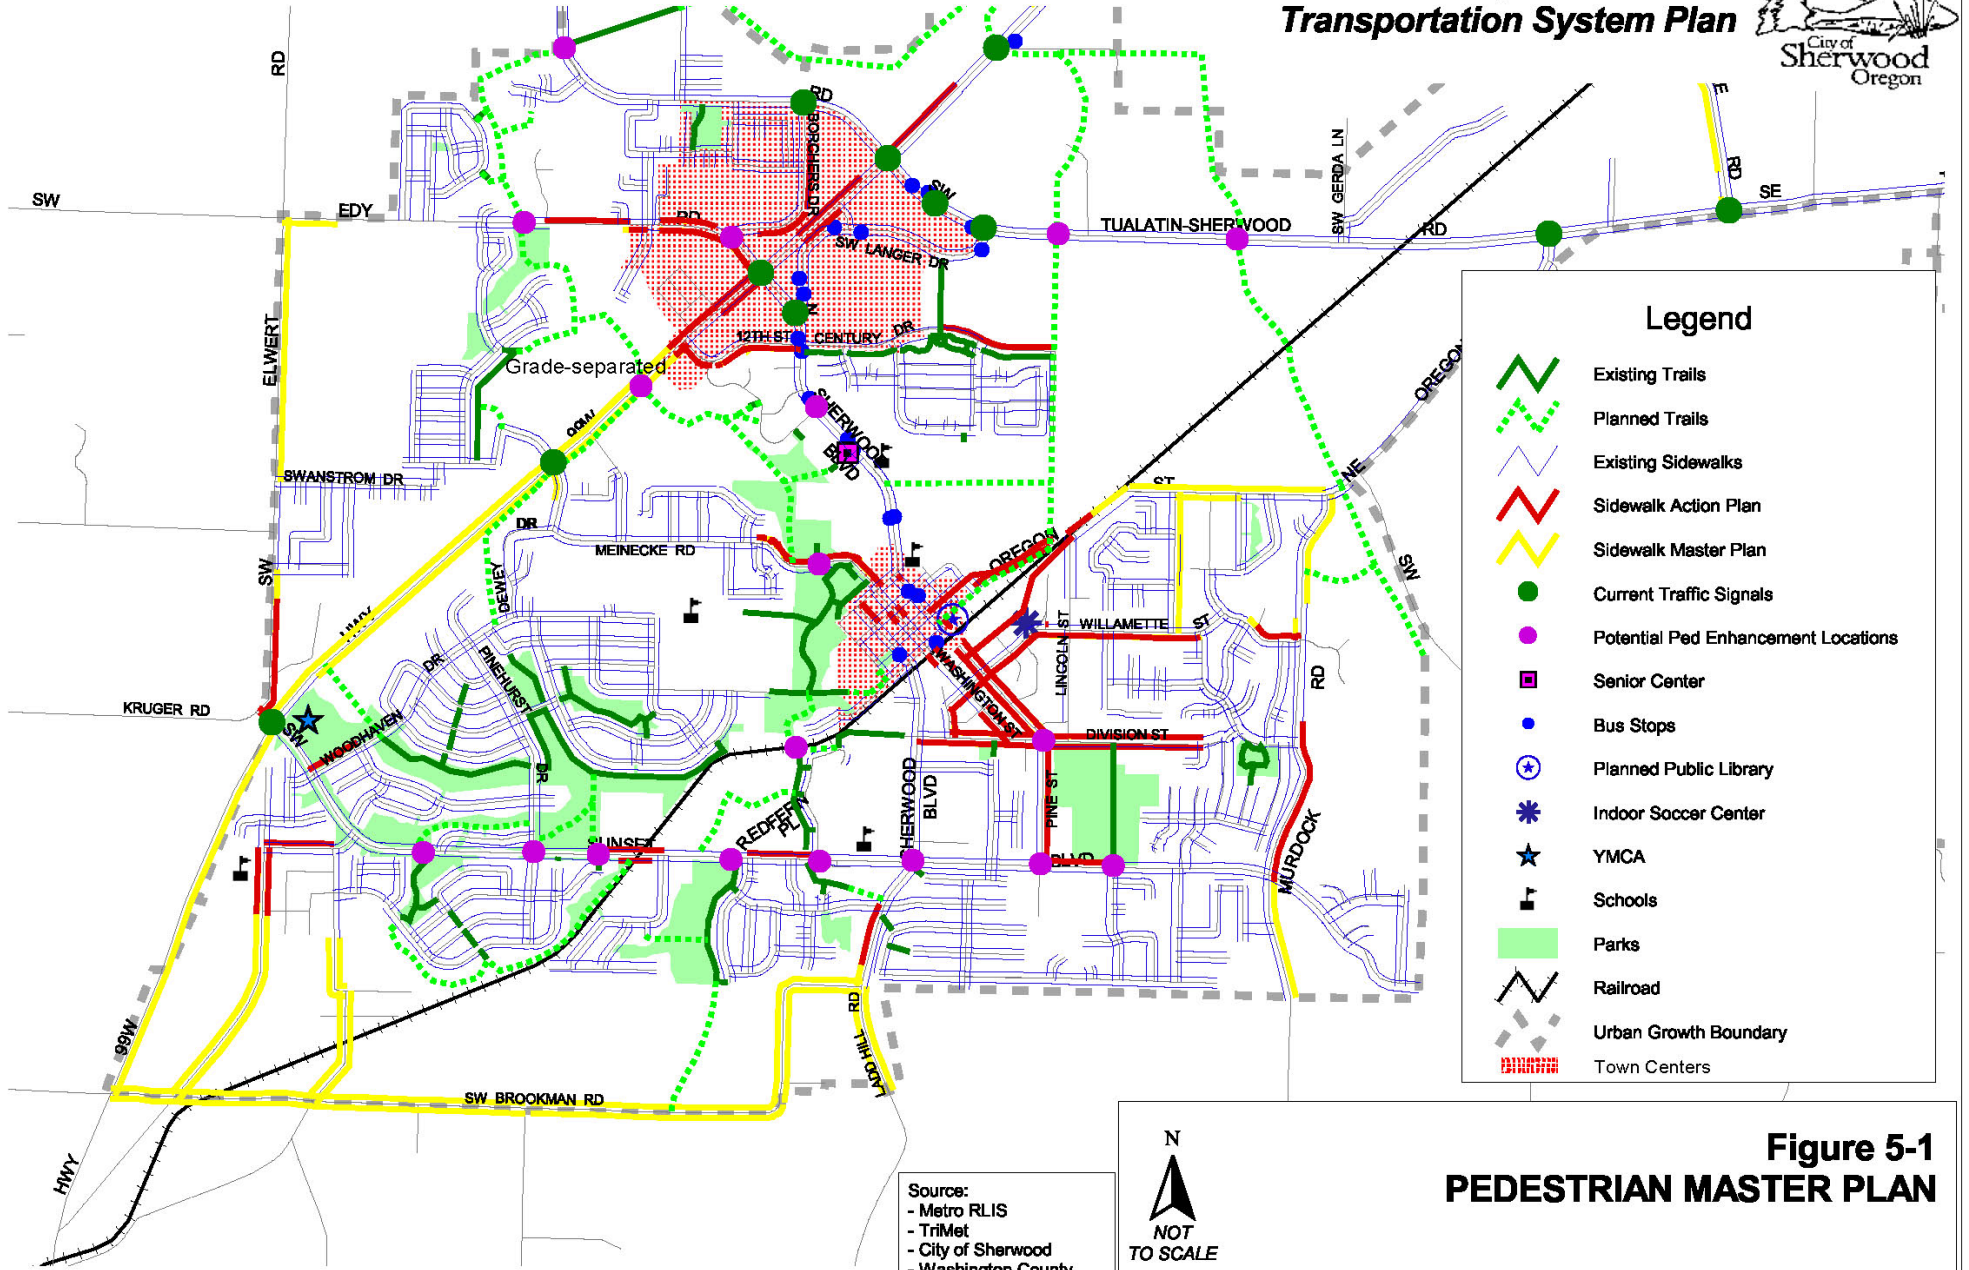 Transportation System Plan
City of
Sherwood
Oregon
RD
RD
BORCHERS DR
SW
SW GERDA LN
E
RD
SE
SW
EDY
RD
TUALATIN-SHERWOOD
RD
SW LANGER DR
N
12TH ST
CENTURY
DR
ELWERT
Grade-separated
99W
SHERWOOD
BLVD
OREGON
SWANSTROM DR
ST
NE
DR
MEINECKE RD
OREGON
SW
SW
DEWEY
HWY
WILLAMETTE
ST
LINCOLN ST
DR
PINEHURST
WASHINGTON ST
RD
KRUGER RD
SW
WOODHAVEN
DIVISION ST
DR
SHERWOOD
BLVD
PINE ST
REDFERN
PL
SUNSET
BLVD
MURDOCK
RD
LADD HILL
99W
SW BROOKMAN RD
HWY
Legend
Existing Trails
Planned Trails
Existing Sidewalks
Sidewalk Action Plan
Sidewalk Master Plan
Current Traffic Signals
Potential Ped Enhancement Locations
Senior Center
Bus Stops
Planned Public Library
Indoor Soccer Center
YMCA
Schools
Parks
Railroad
Urban Growth Boundary
Town Centers
Source:
- Metro RLIS
- TriMet
- City of Sherwood
- Washington County
N
NOT
TO SCALE
Figure 5-1
PEDESTRIAN MASTER PLAN